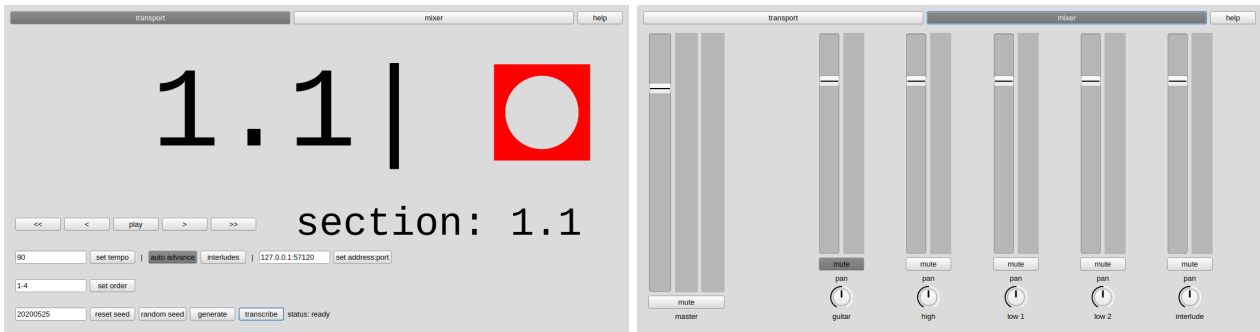 transport mixer help
1.1|
section: 1.1
<< < play > >>
90 set tempo | auto advance interludes | 127.0.0.1:57120 set address:port
1-4 set order
20200525 reset seed random seed generate transcribe status: ready
transport mixer help
mute mute mute mute mute
pan pan pan pan pan
mute
master guitar high low 1 low 2 interlude